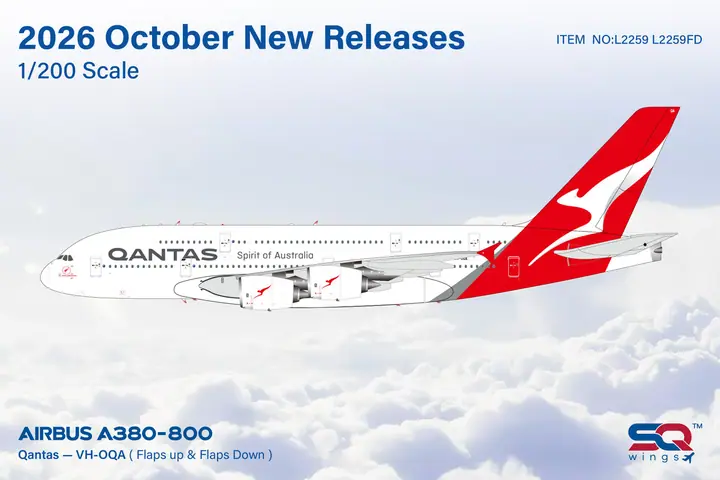 2026 October New Releases
1/200 Scale
ITEM NO:L2259 L2259FD
QANTAS
Spirit of Australia
AIRBUS A380-800
Qantas — VH-OQA ( Flaps up & Flaps Down )
SQ™
wings